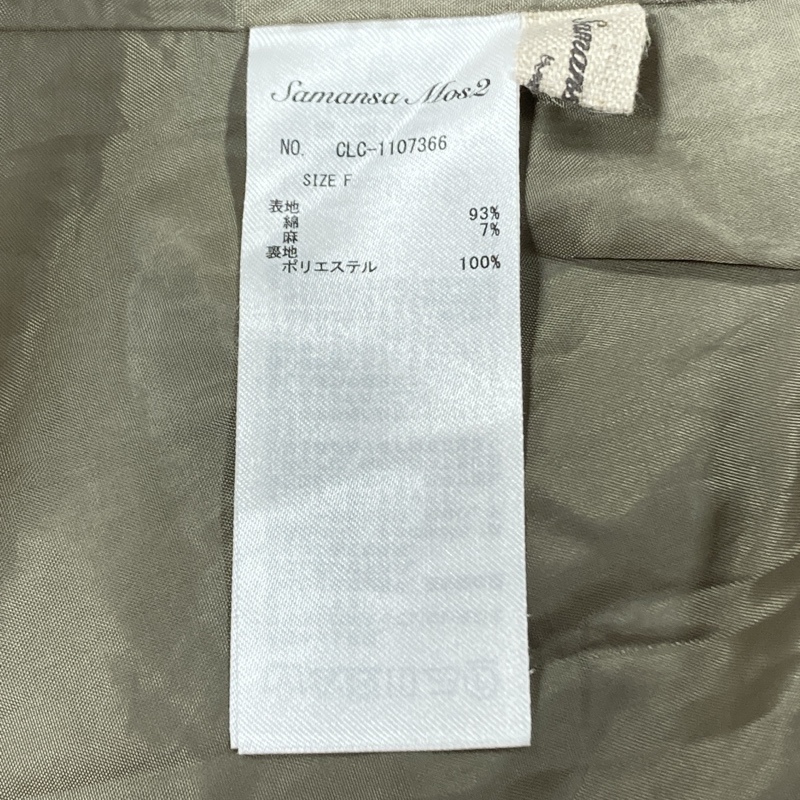 Samansa Mos2
NO. CLC-1107366
SIZE F
表地
綿 93%
麻 7%
裏地
ポリエステル 100%